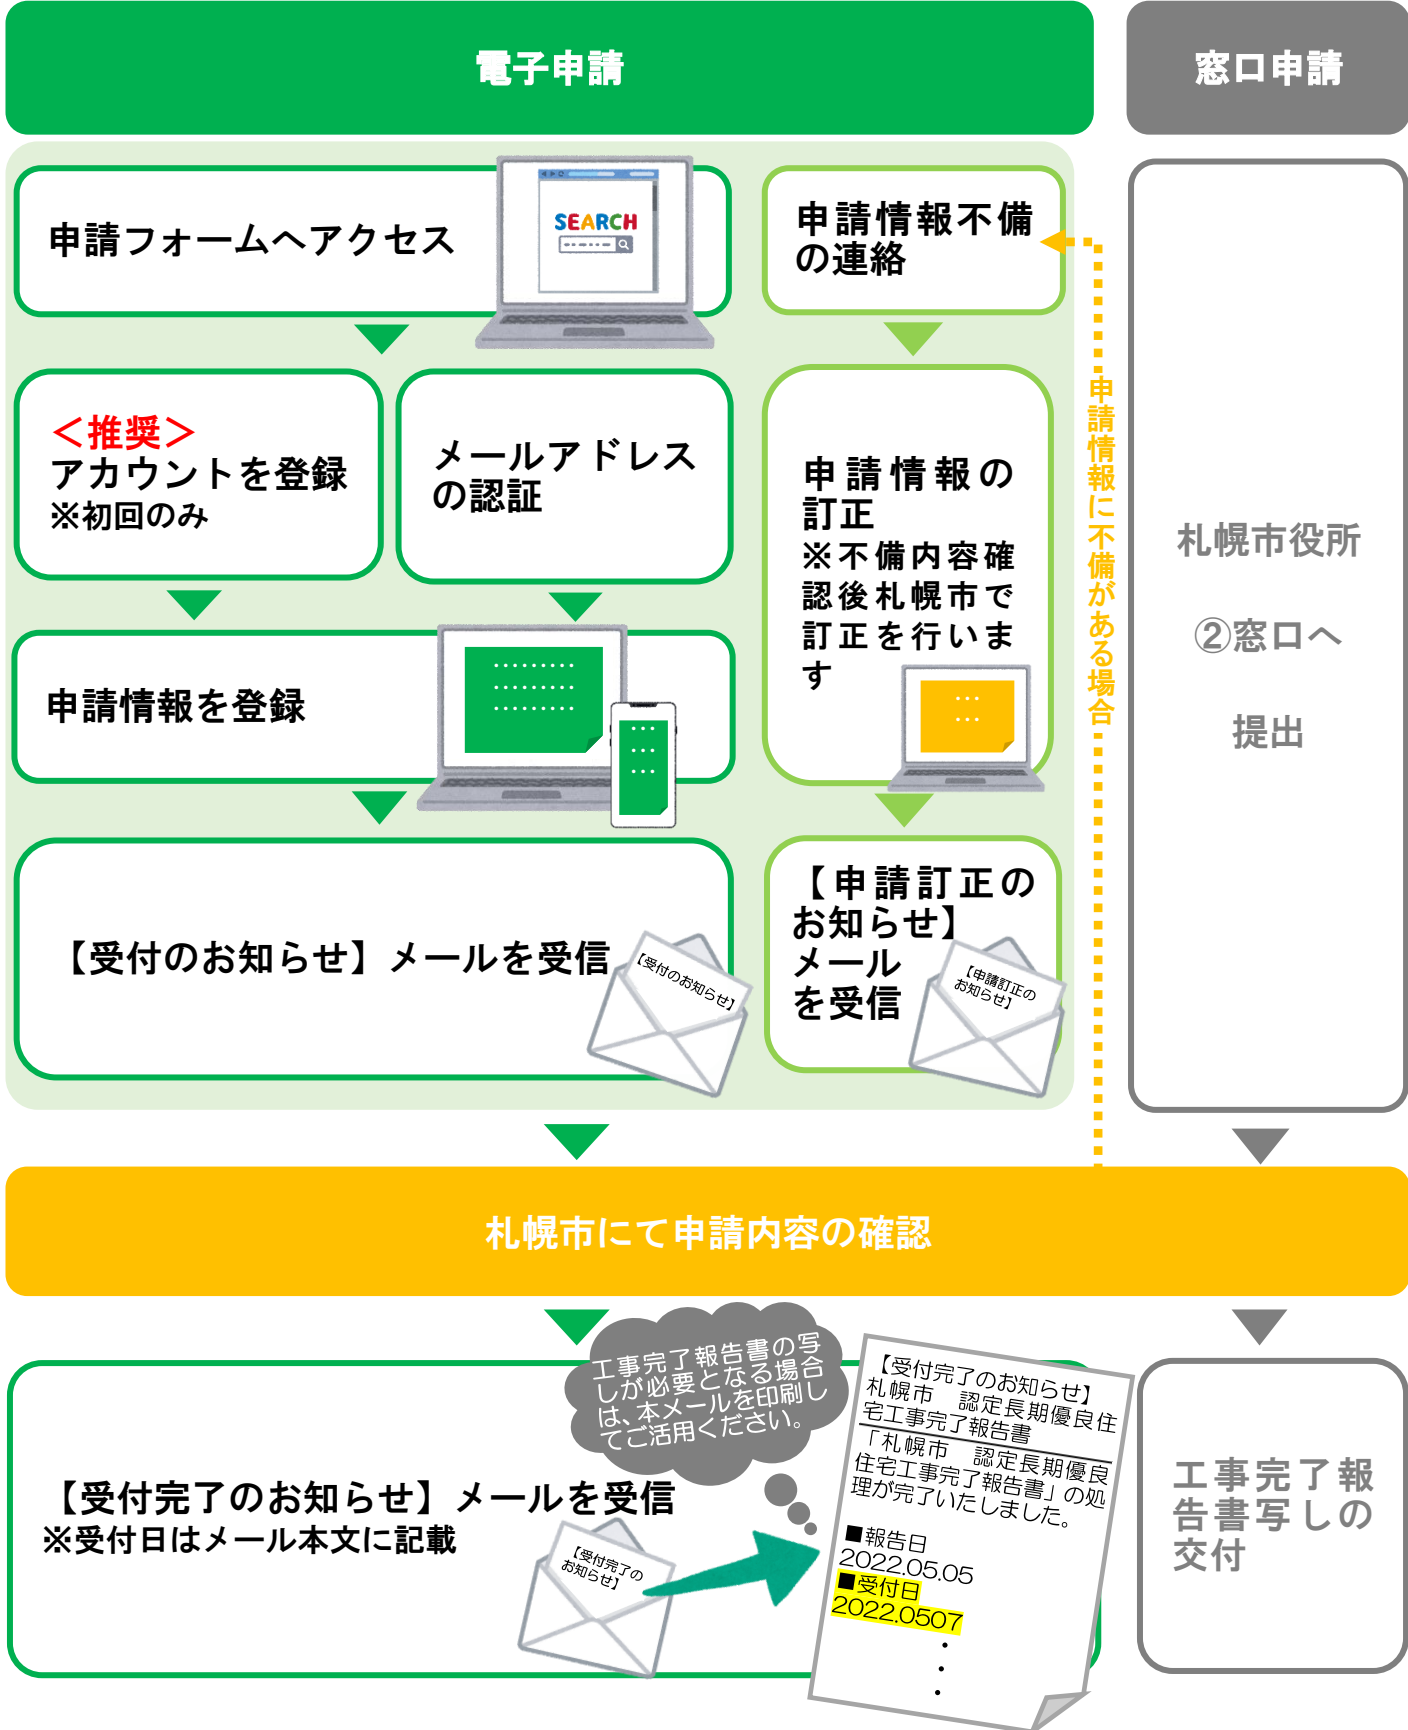 電子申請
窓口申請
申請フォームへアクセス
SEARCH
申請情報不備
の連絡
＜推奨＞
アカウントを登録
※初回のみ
メールアドレス
の認証
申請情報の
訂正
※不備内容確
認後札幌市で
訂正を行いま
す
申請情報に不備がある場合
札幌市役所
②窓口へ
提出
申請情報を登録
【受付のお知らせ】メールを受信
【受付のお知らせ】
【申請訂正の
お知らせ】
メール
を受信
【申請訂正の
お知らせ】
札幌市にて申請内容の確認
工事完了報告書の写
しが必要となる場合
は、本メールを印刷し
てご活用ください。
【受付完了のお知らせ】メールを受信
※受付日はメール本文に記載
【受付完了の
お知らせ】
【受付完了のお知らせ】
札幌市　認定長期優良住
宅工事完了報告書
「札幌市　認定長期優良
住宅工事完了報告書」の処
理が完了いたしました。
■報告日
2022.05.05
■受付日
2022.0507
・
・
・
工事完了報
告書写しの
交付